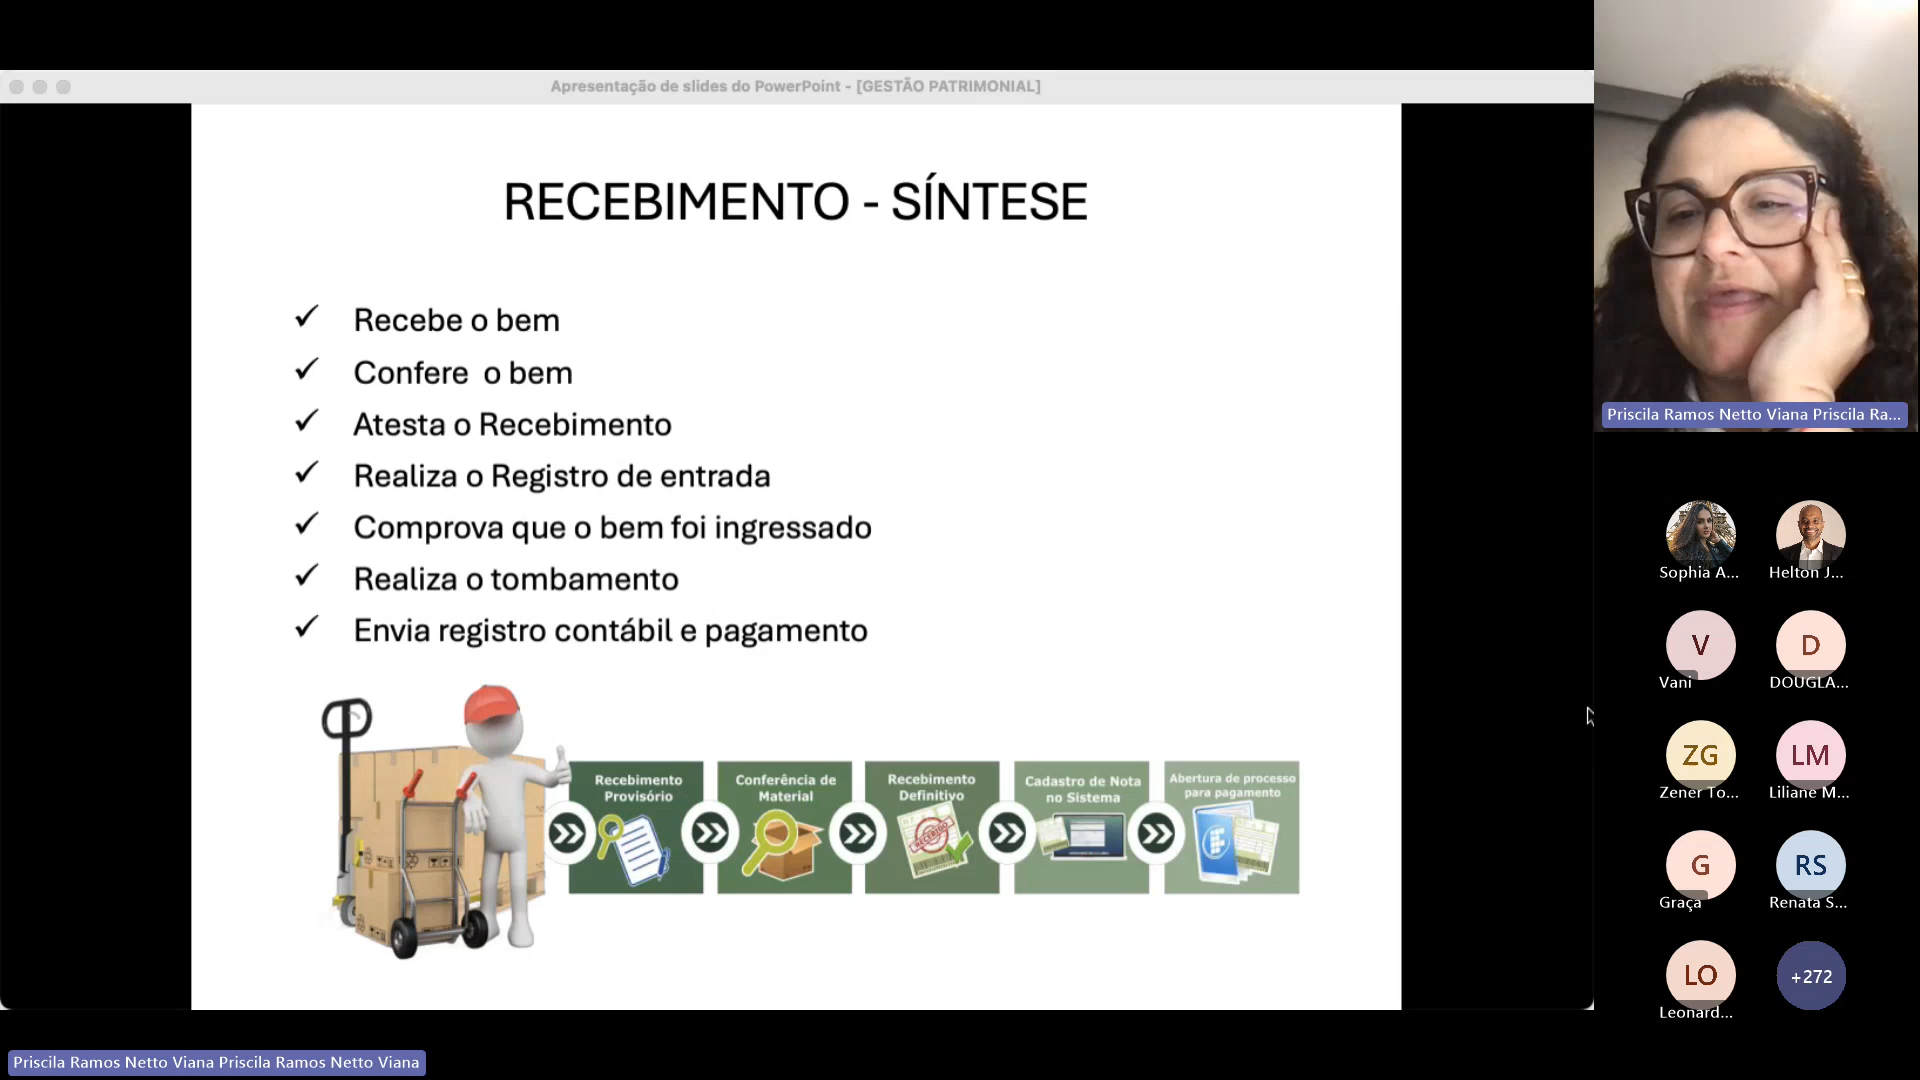 Apresentação de slides do PowerPoint - [GESTÃO PATRIMONIAL]
RECEBIMENTO - SÍNTESE
✓ Recebe o bem
✓ Confere o bem
✓ Atesta o Recebimento
✓ Realiza o Registro de entrada
✓ Comprova que o bem foi ingressado
✓ Realiza o tombamento
✓ Envia registro contábil e pagamento
Recebimento
Provisório
Conferência de
Material
Recebimento
Definitivo
RECEBIDO
Cadastro de Nota
no Sistema
Abertura de processo
para pagamento
Priscila Ramos Netto Viana Priscila Ra...
Sophia A...
Helton J...
V
Vani
D
DOUGLA...
ZG
Zener To...
LM
Liliane M...
G
Graça
RS
Renata S...
LO
Leonard...
+272
Priscila Ramos Netto Viana Priscila Ramos Netto Viana